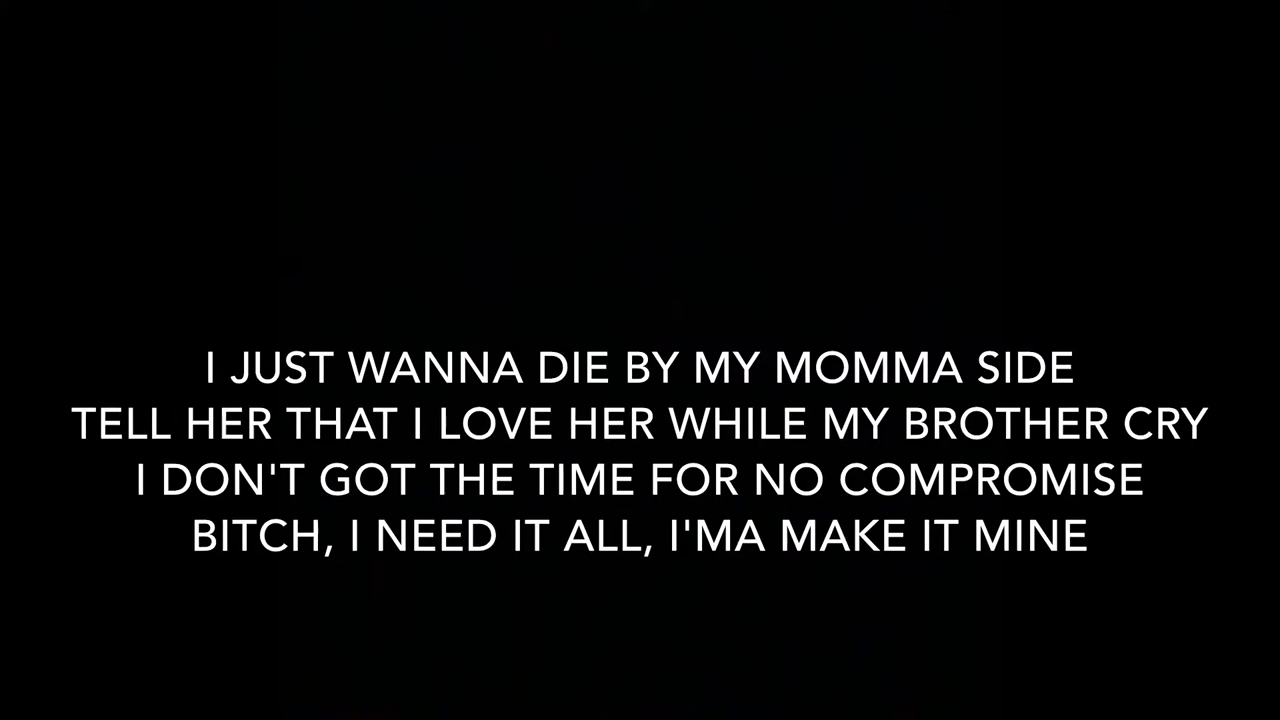 I JUST WANNA DIE BY MY MOMMA SIDE
TELL HER THAT I LOVE HER WHILE MY BROTHER CRY
I DON'T GOT THE TIME FOR NO COMPROMISE
BITCH, I NEED IT ALL, I'MA MAKE IT MINE